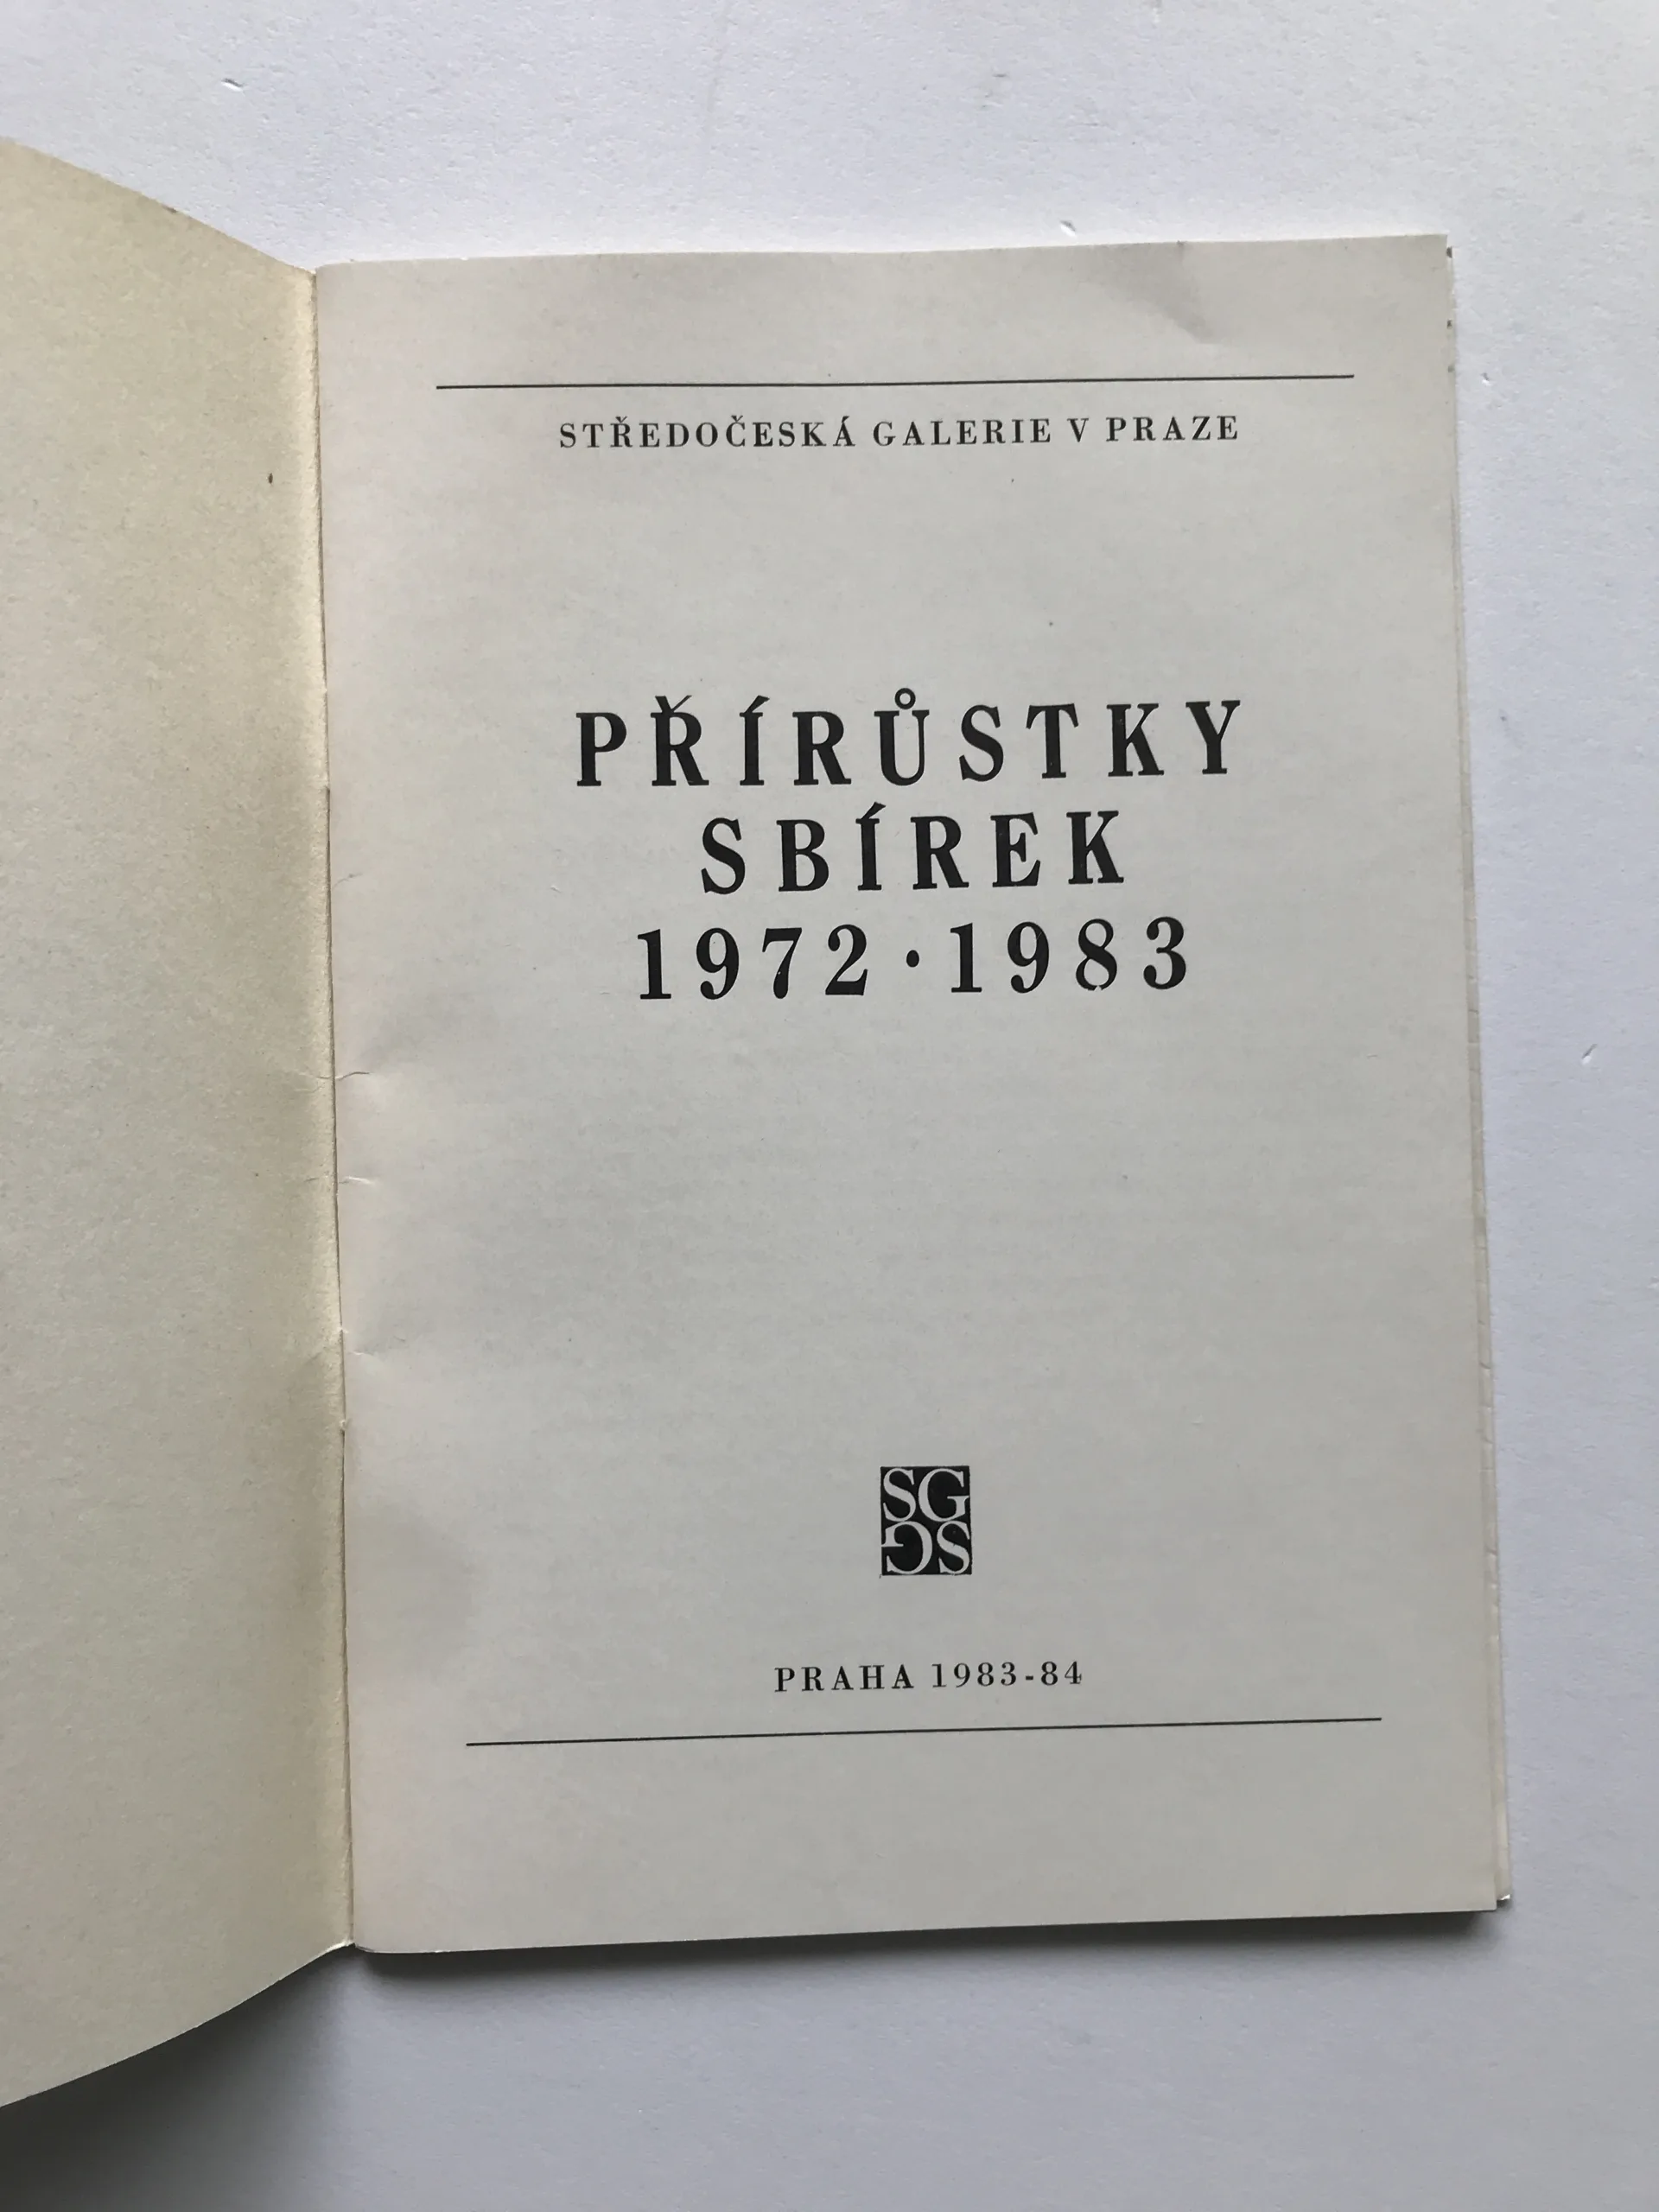 STŘEDOČESKÁ GALERIE V PRAZE
PŘÍRŮSTKY
SBÍREK
1972 · 1983
SG
SG
PRAHA 1983-84